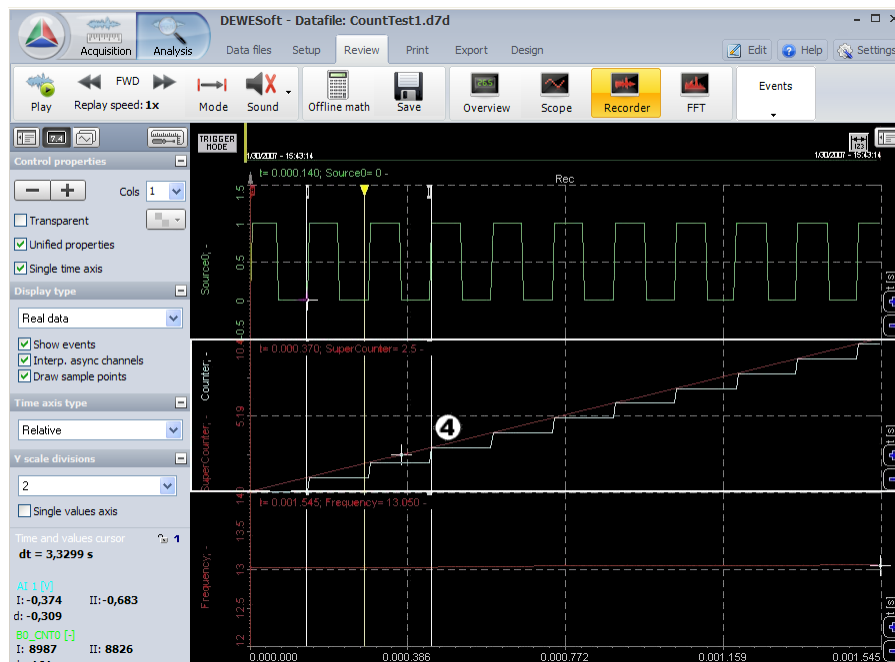 DEWESoft - Datafile: CountTest1.d7d
Acquisition
Analysis
Data files
Setup
Review
Print
Export
Design
Edit
Help
Settings
Play
FWD
Replay speed: 1x
Mode
Sound
Offline math
Save
Overview
Scope
Recorder
FFT
Events
Control properties
Cols
1
Transparent
Unified properties
Single time axis
Display type
Real data
Show events
Interp. async channels
Draw sample points
Time axis type
Relative
Y scale divisions
2
Single values axis
Time and values cursor
1
dt = 3,3299 s
AI 1 [V]
I: -0,374 II: -0,683
d: -0,309
B0_CNT0 [-]
I: 8987 II: 8826
TRIGGER
MODE
1/30/2007 - 15:43:14
1/30/2007 - 15:43:14
t= 0.000.140; Source0= 0 -
Rec
Source0; -
1.5
1
0.5
0
-0.5
t [s]
t= 0.000.370; SuperCounter= 2.5 -
Counter, -
SuperCounter; -
10.4
5.19
4
t [s]
t= 0.001.545; Frequency= 13.050 -
Frequency; -
14.0
13.5
13
12.5
12
t [s]
0.000.000
0.000.386
0.000.772
0.001.159
0.001.545